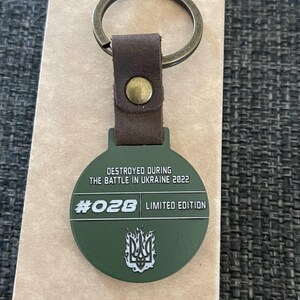 DESTROYED DURING
THE BATTLE IN UKRAINE 2022
#028 LIMITED EDITION